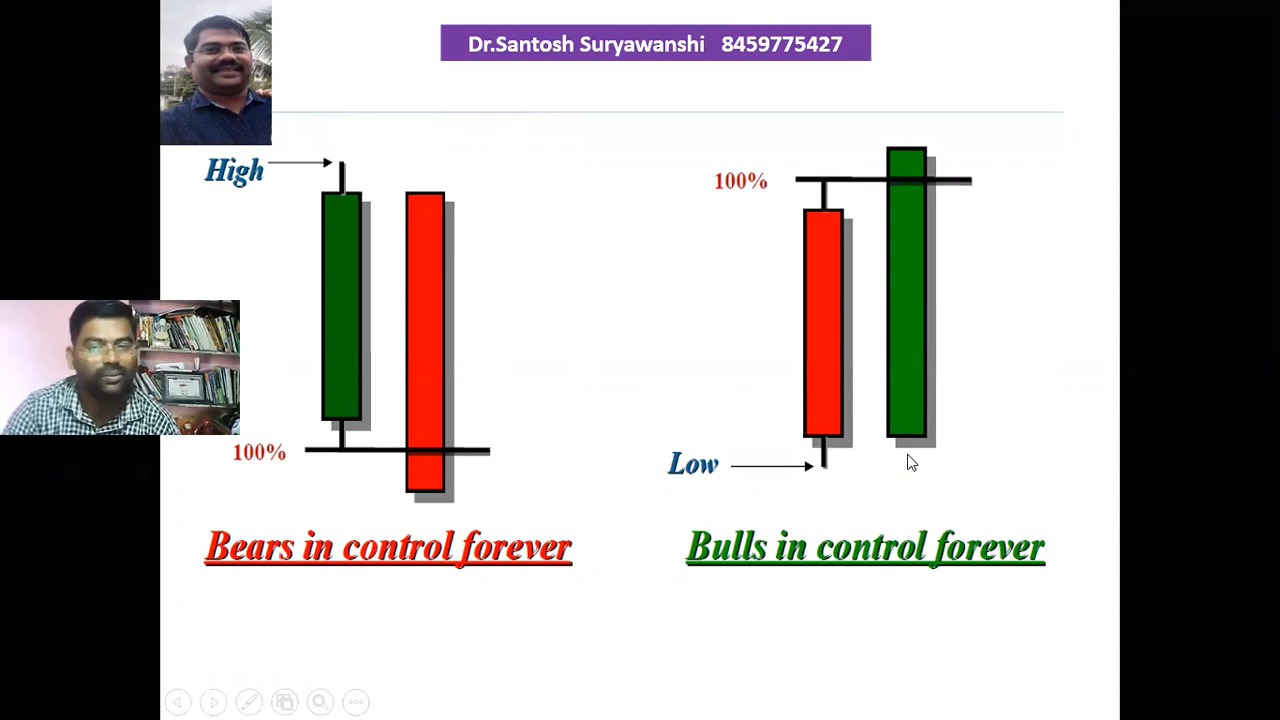 Dr.Santosh Suryawanshi 8459775427
High
100%
100%
Low
Bears in control forever
Bulls in control forever